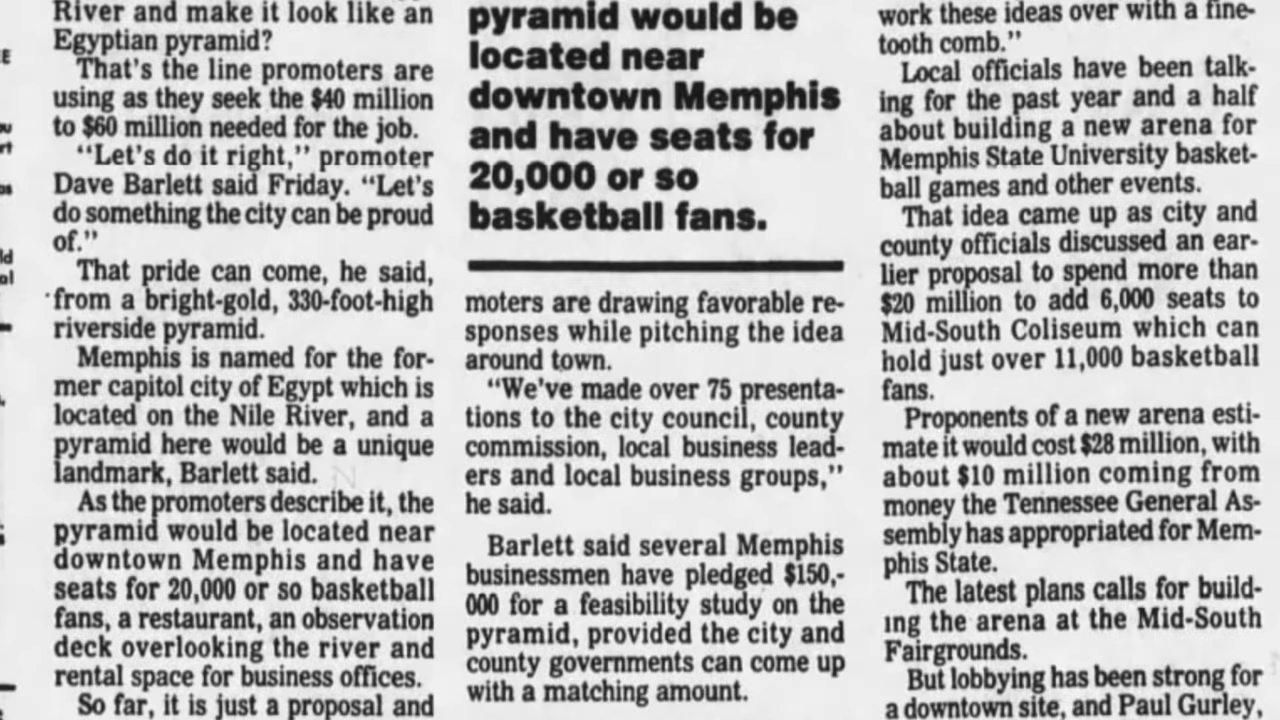 River and make it look like an
Egyptian pyramid?
That's the line promoters are
using as they seek the $40 million
to $60 million needed for the job.
"Let's do it right," promoter
Dave Barlett said Friday. "Let's
do something the city can be proud
of."
That pride can come, he said,
from a bright-gold, 330-foot-high
riverside pyramid.
Memphis is named for the for-
mer capitol city of Egypt which is
located on the Nile River, and a
pyramid here would be a unique
landmark, Barlett said.
As the promoters describe it, the
pyramid would be located near
downtown Memphis and have
seats for 20,000 or so basketball
fans, a restaurant, an observation
deck overlooking the river and
rental space for business offices.
So far, it is just a proposal and
pyramid would be
located near
downtown Memphis
and have seats for
20,000 or so
basketball fans.
moters are drawing favorable re-
sponses while pitching the idea
around town.
"We've made over 75 presenta-
tions to the city council, county
commission, local business lead-
ers and local business groups,"
he said.
Barlett said several Memphis
businessmen have pledged $150,-
000 for a feasibility study on the
pyramid, provided the city and
county governments can come up
with a matching amount.
work these ideas over with a fine-
tooth comb."
Local officials have been talk-
ing for the past year and a half
about building a new arena for
Memphis State University basket-
ball games and other events.
That idea came up as city and
county officials discussed an ear-
lier proposal to spend more than
$20 million to add 6,000 seats to
Mid-South Coliseum which can
hold just over 11,000 basketball
fans.
Proponents of a new arena esti-
mate it would cost $28 million, with
about $10 million coming from
money the Tennessee General As-
sembly has appropriated for Mem-
phis State.
The latest plans calls for build-
ing the arena at the Mid-South
Fairgrounds.
But lobbying has been strong for
a downtown site, and Paul Gurley,